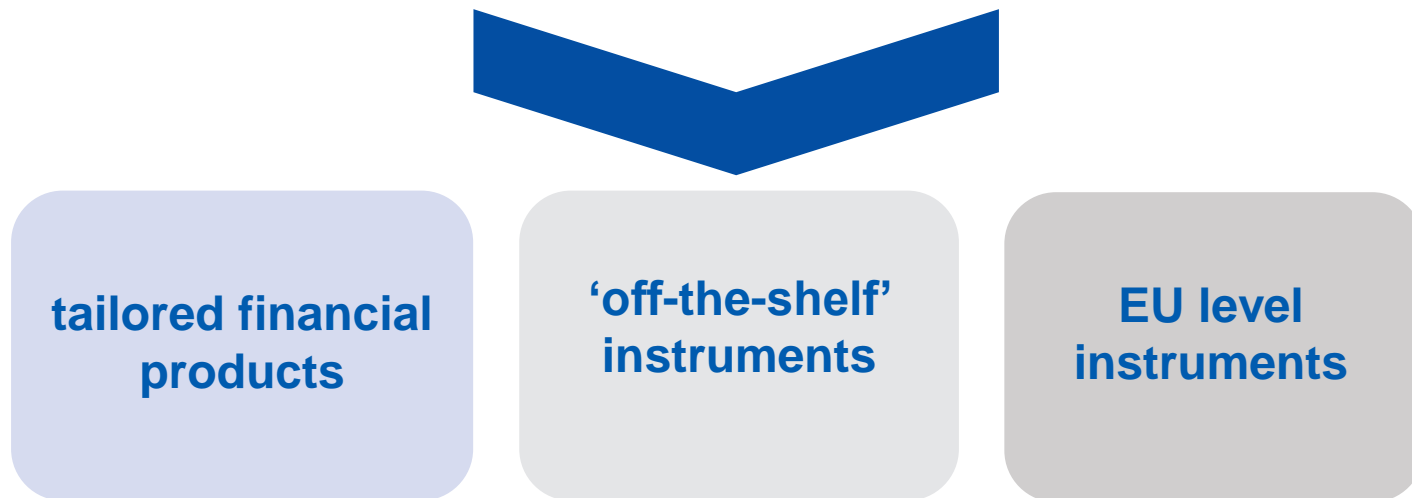 tailored financial
products
‘off-the-shelf’
instruments
EU level
instruments